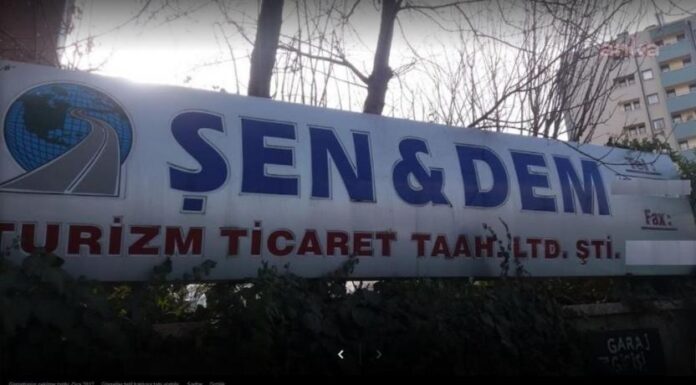 ŞEN & DEM
TURİZM TİCARET TAAH. LTD. ŞTİ.
Fax :
GARAJ